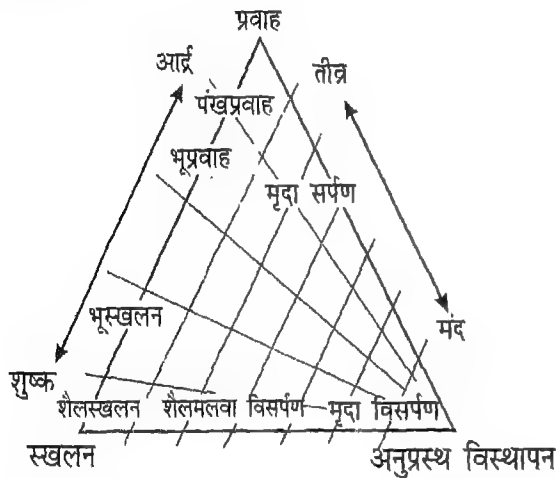 प्रवाह
आर्द्र
तीव्र
पंखप्रवाह
भूप्रवाह
मृदा सर्पण
भूस्खलन
मंद
शुष्क
शैलस्खलन शैलमलवा विसर्पण मृदा विसर्पण
स्खलन
अनुप्रस्थ विस्थापन